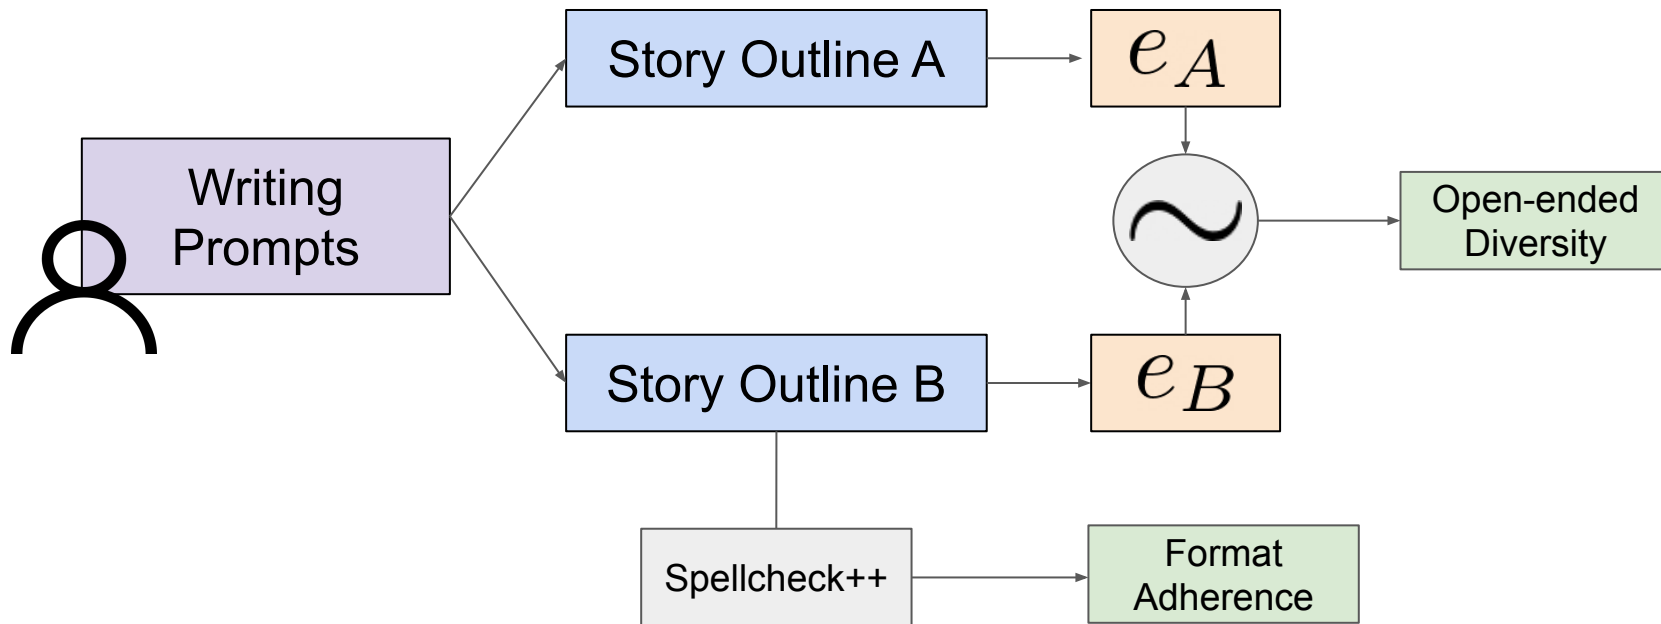 Story Outline A
e_A
Writing
Prompts
∼
Open-ended
Diversity
Story Outline B
e_B
Spellcheck++
Format
Adherence